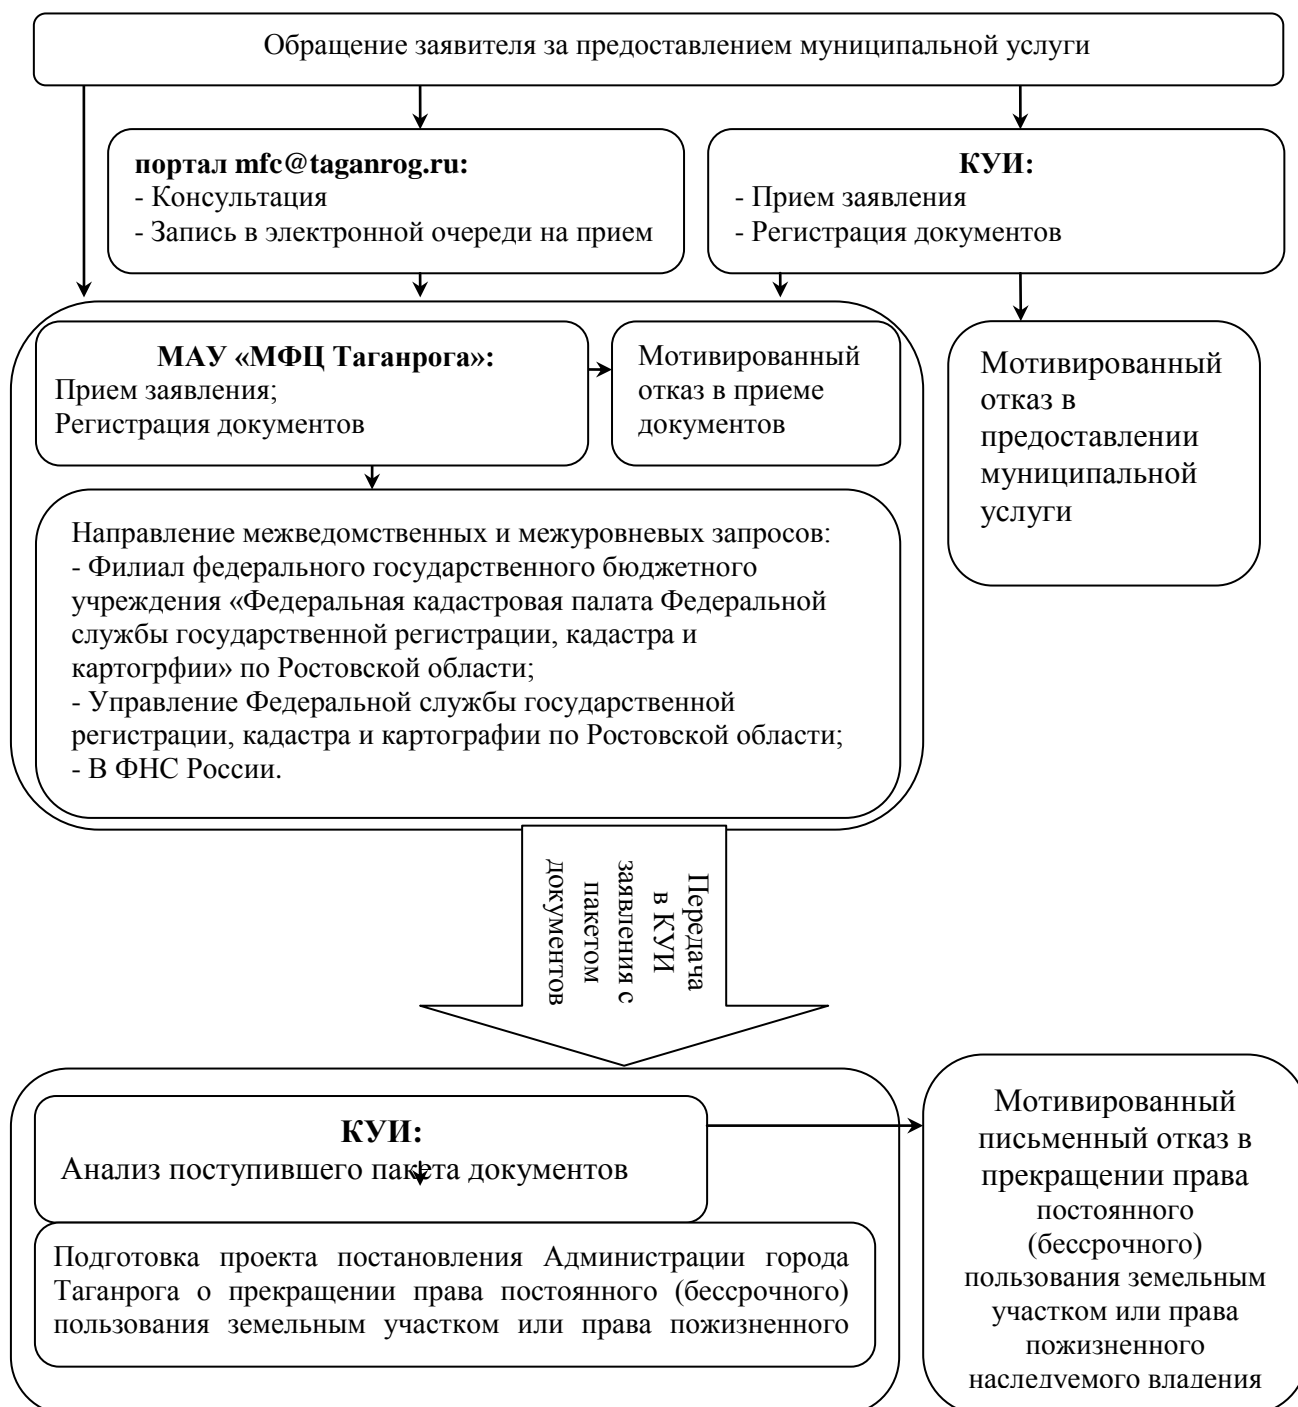 Обращение заявителя за предоставлением муниципальной услуги
портал mfc@taganrog.ru:
- Консультация
- Запись в электронной очереди на прием
КУИ:
- Прием заявления
- Регистрация документов
МАУ «МФЦ Таганрога»:
Прием заявления;
Регистрация документов
Мотивированный
отказ в приеме
документов
Мотивированный
отказ в
предоставлении
муниципальной
услуги
Направление межведомственных и межуровневых запросов:
- Филиал федерального государственного бюджетного
учреждения «Федеральная кадастровая палата Федеральной
службы государственной регистрации, кадастра и
картогрфии» по Ростовской области;
- Управление Федеральной службы государственной
регистрации, кадастра и картографии по Ростовской области;
- В ФНС России.
Передача
в КУИ
заявления с
пакетом
документов
КУИ:
Анализ поступившего пакета документов
Подготовка проекта постановления Администрации города
Таганрога о прекращении права постоянного (бессрочного)
пользования земельным участком или права пожизненного
Мотивированный
письменный отказ в
прекращении права
постоянного
(бессрочного)
пользования земельным
участком или права
пожизненного
наследуемого владения